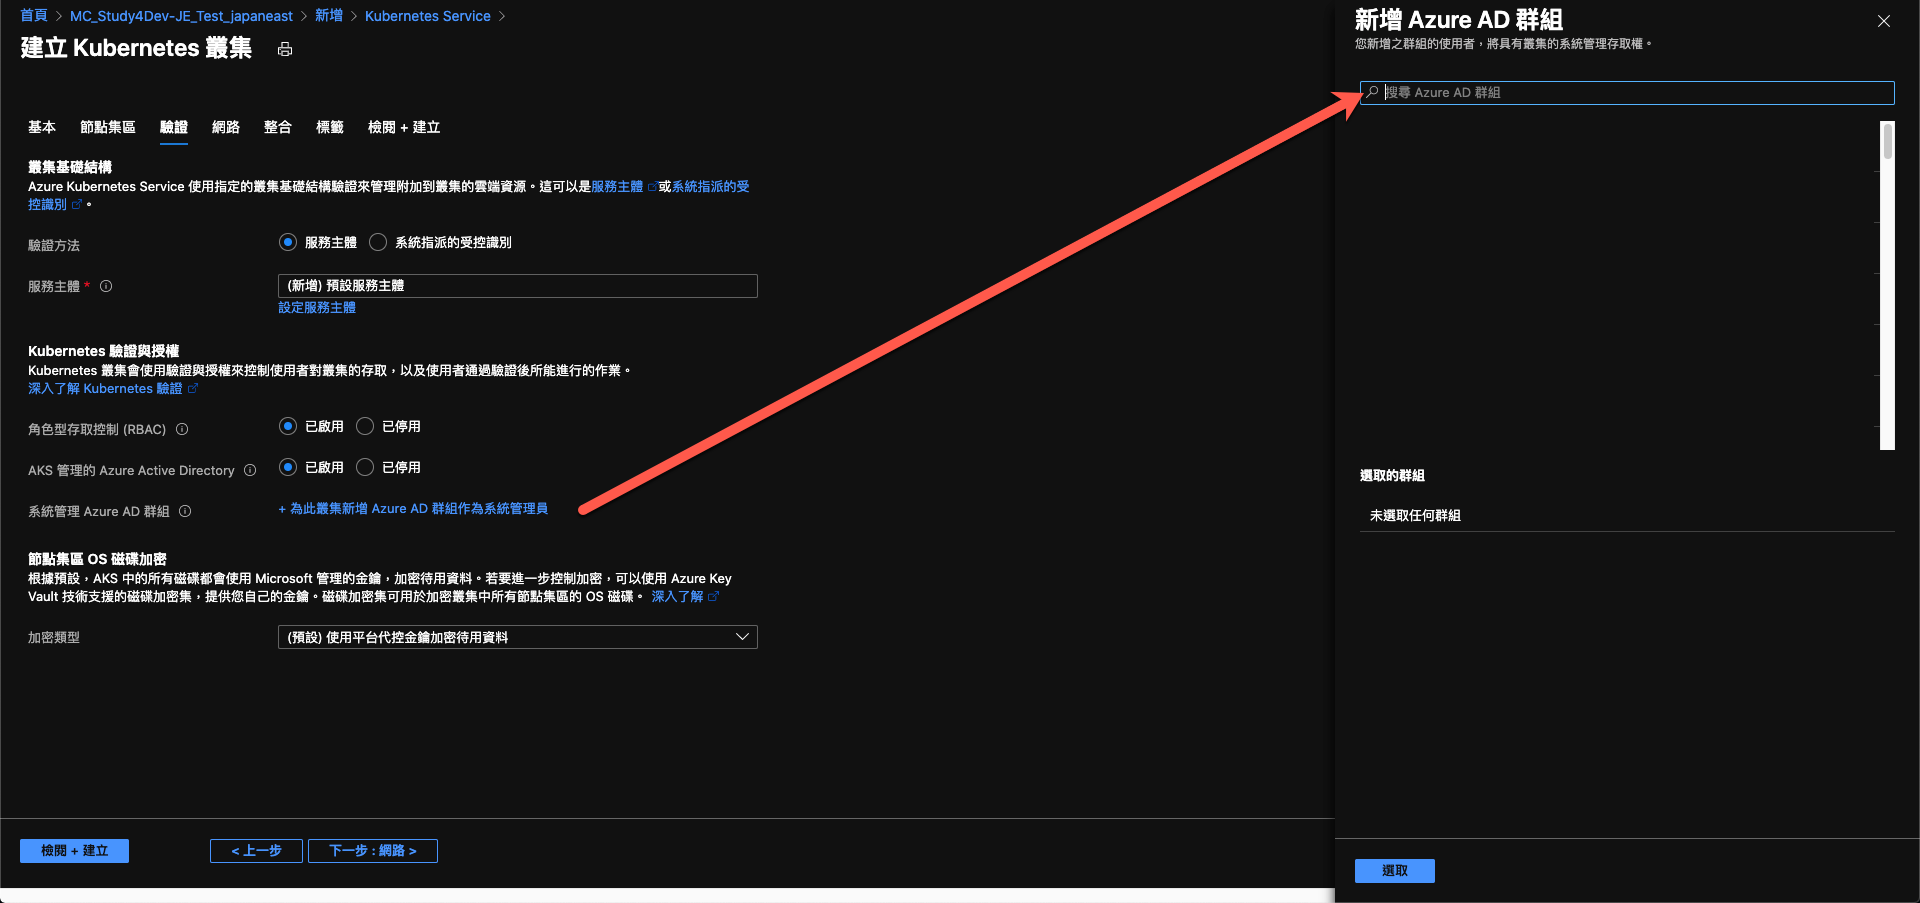 首頁 > MC_Study4Dev-JE_Test_japaneast > 新增 > Kubernetes Service >
建立 Kubernetes 叢集
基本 節點集區 驗證 網路 整合 標籤 檢閱 + 建立
叢集基礎結構
Azure Kubernetes Service 使用指定的叢集基礎結構驗證來管理附加到叢集的雲端資源。這可以是服務主體 或系統指派的受
控識別 。
驗證方法 服務主體 系統指派的受控識別
服務主體 * (新增) 預設服務主體
設定服務主體
Kubernetes 驗證與授權
Kubernetes 叢集會使用驗證與授權來控制使用者對叢集的存取，以及使用者通過驗證後所能進行的作業。
深入了解 Kubernetes 驗證
角色型存取控制 (RBAC) 已啟用 已停用
AKS 管理的 Azure Active Directory 已啟用 已停用
系統管理 Azure AD 群組 + 為此叢集新增 Azure AD 群組作為系統管理員
節點集區 OS 磁碟加密
根據預設，AKS 中的所有磁碟都會使用 Microsoft 管理的金鑰，加密待用資料。若要進一步控制加密，可以使用 Azure Key
Vault 技術支援的磁碟加密集，提供您自己的金鑰。磁碟加密集可用於加密叢集中所有節點集區的 OS 磁碟。 深入了解
加密類型 (預設) 使用平台代控金鑰加密待用資料
檢閱 + 建立 < 上一步 下一步 : 網路 >
新增 Azure AD 群組
您新增之群組的使用者，將具有叢集的系統管理存取權。
搜尋 Azure AD 群組
選取的群組
未選取任何群組
選取